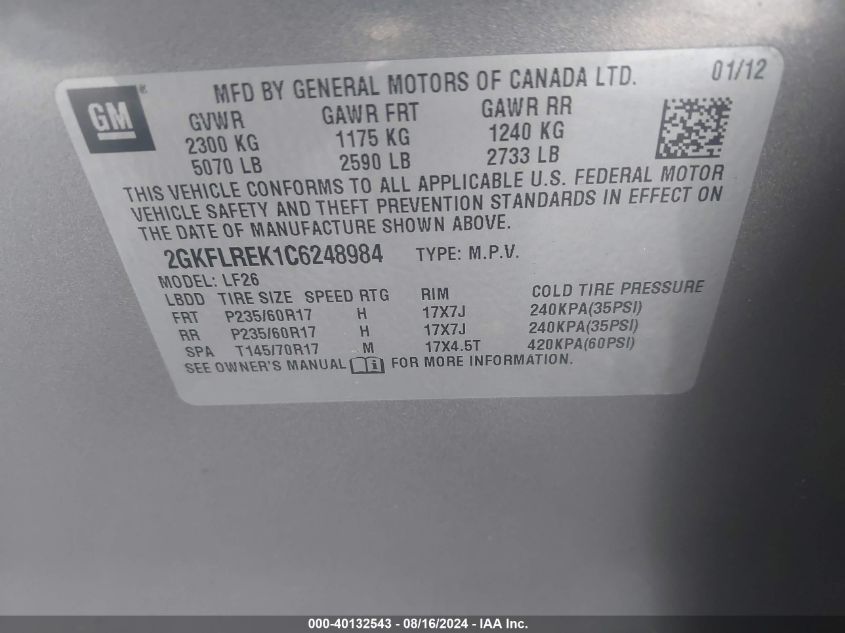 GM
MFD BY GENERAL MOTORS OF CANADA LTD. 01/12
GVWR GAWR FRT GAWR RR
2300 KG 1175 KG 1240 KG
5070 LB 2590 LB 2733 LB
THIS VEHICLE CONFORMS TO ALL APPLICABLE U.S. FEDERAL MOTOR
VEHICLE SAFETY AND THEFT PREVENTION STANDARDS IN EFFECT ON
THE DATE OF MANUFACTURE SHOWN ABOVE.
2GKFLREK1C6248984 TYPE: M.P.V.
MODEL: LF26
LBDD TIRE SIZE SPEED RTG RIM COLD TIRE PRESSURE
FRT P235/60R17 H 17X7J 240KPA(35PSI)
RR P235/60R17 H 17X7J 240KPA(35PSI)
SPA T145/70R17 M 17X4.5T 420KPA(60PSI)
SEE OWNER'S MANUAL FOR MORE INFORMATION.
000-40132543 - 08/16/2024 - IAA Inc.